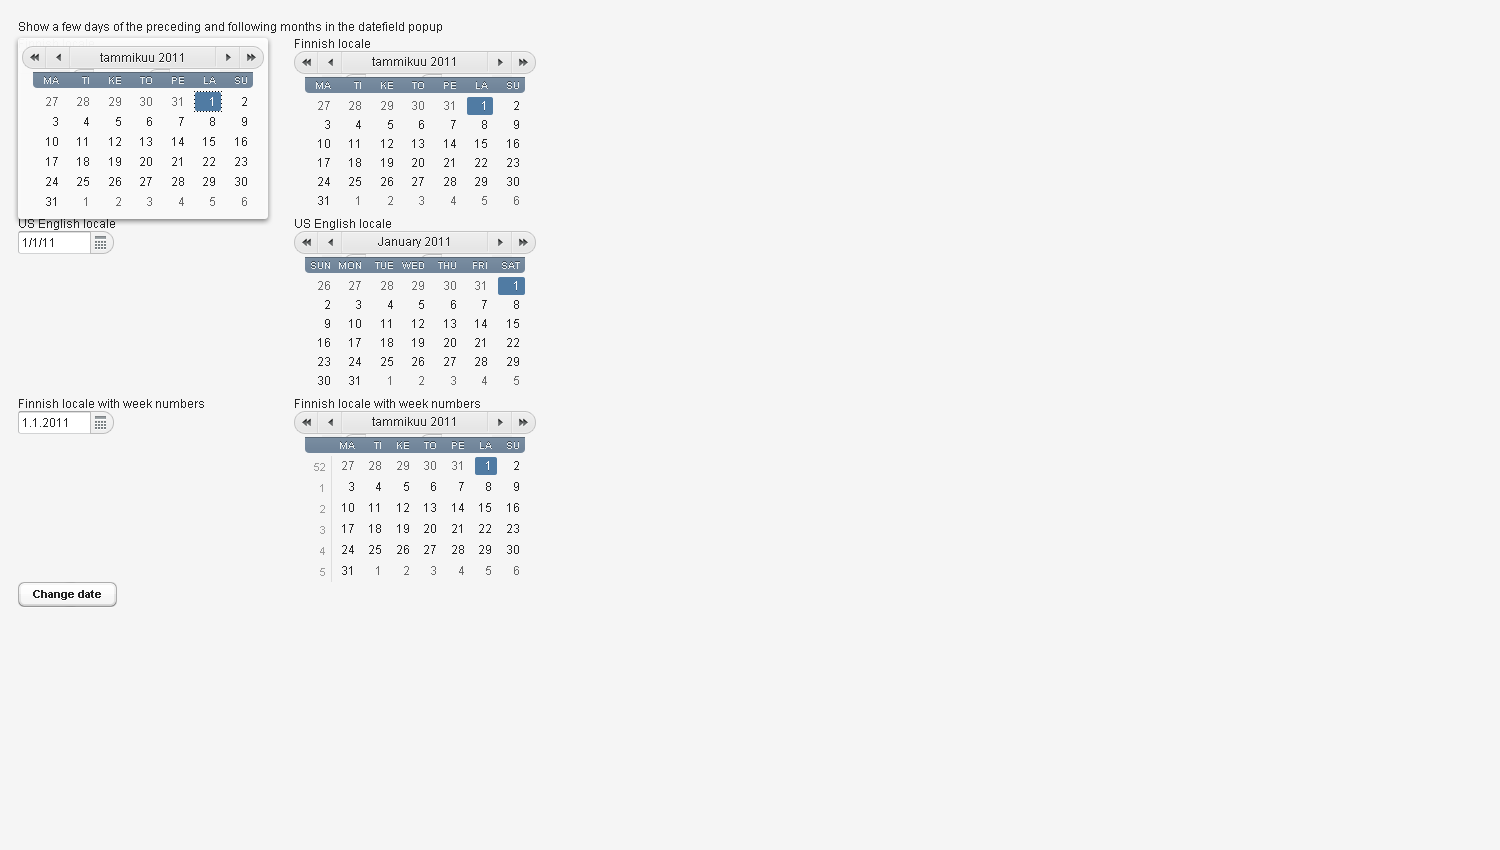 Show a few days of the preceding and following months in the datefield popup
tammikuu 2011
MA TI KE TO PE LA SU
27 28 29 30 31 1 2
3 4 5 6 7 8 9
10 11 12 13 14 15 16
17 18 19 20 21 22 23
24 25 26 27 28 29 30
31 1 2 3 4 5 6
Finnish locale
tammikuu 2011
MA TI KE TO PE LA SU
27 28 29 30 31 1 2
3 4 5 6 7 8 9
10 11 12 13 14 15 16
17 18 19 20 21 22 23
24 25 26 27 28 29 30
31 1 2 3 4 5 6
US English locale
1/1/11
US English locale
January 2011
SUN MON TUE WED THU FRI SAT
26 27 28 29 30 31 1
2 3 4 5 6 7 8
9 10 11 12 13 14 15
16 17 18 19 20 21 22
23 24 25 26 27 28 29
30 31 1 2 3 4 5
Finnish locale with week numbers
1.1.2011
Finnish locale with week numbers
tammikuu 2011
MA TI KE TO PE LA SU
52 27 28 29 30 31 1 2
1 3 4 5 6 7 8 9
2 10 11 12 13 14 15 16
3 17 18 19 20 21 22 23
4 24 25 26 27 28 29 30
5 31 1 2 3 4 5 6
Change date